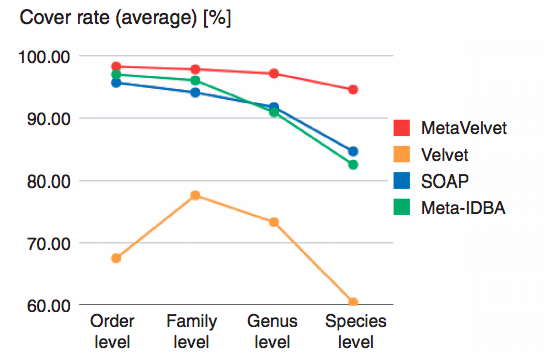 Cover rate (average) [%]
100.00
90.00
80.00
70.00
60.00
Order level
Family level
Genus level
Species level
MetaVelvet
Velvet
SOAP
Meta-IDBA